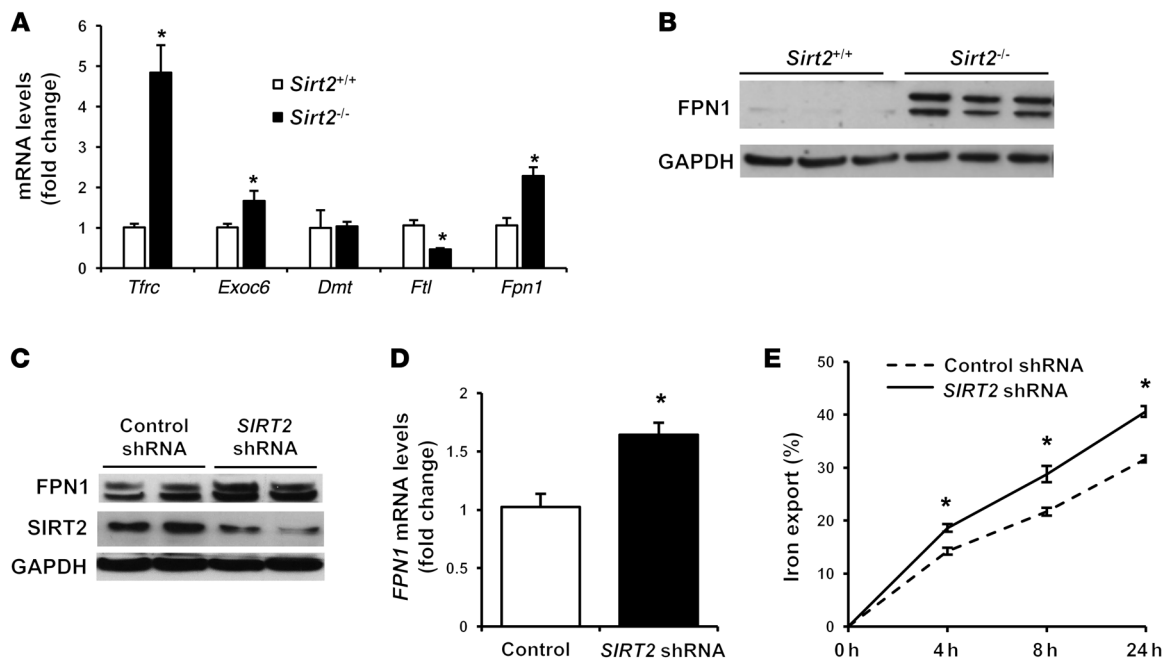 A
mRNA levels
(fold change)
6
5
4
3
2
1
0
*
*
*
*
Sirt2+/+
Sirt2-/-
Tfrc
Exoc6
Dmt
Ftl
Fpn1
B
Sirt2+/+
Sirt2-/-
FPN1
GAPDH
C
Control
shRNA
SIRT2
shRNA
FPN1
SIRT2
GAPDH
D
FPN1 mRNA levels
(fold change)
2
1.5
1
0.5
0
*
Control
SIRT2 shRNA
E
Iron export (%)
50
40
30
20
10
0
Control shRNA
SIRT2 shRNA
*
*
*
0 h
4 h
8 h
24 h